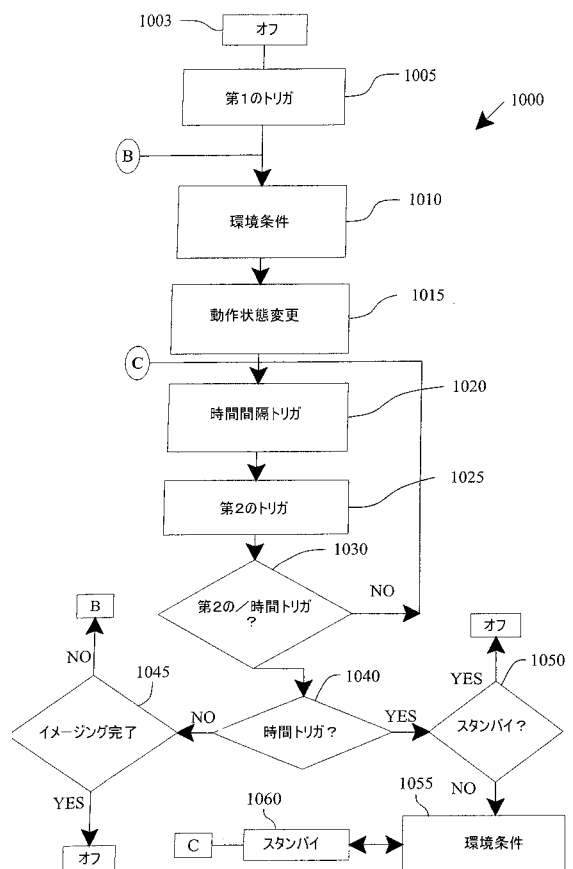 1003
オフ
第1のトリガ
1005
1000
B
環境条件
1010
動作状態変更
1015
C
時間間隔トリガ
1020
第2のトリガ
1025
1030
第2の／時間トリガ
?
NO
B
オフ
NO
1045
1040
YES
1050
イメージング完了
NO
時間トリガ?
YES
スタンバイ?
YES
1060
NO
1055
オフ
C
スタンバイ
環境条件